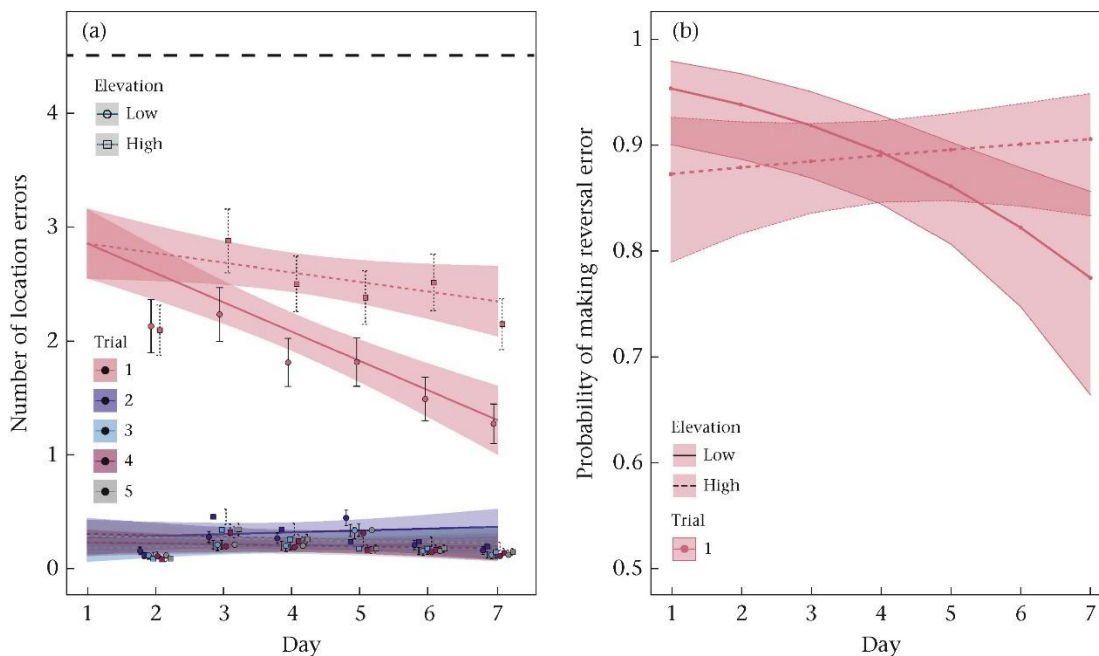 (a)
Elevation
Low
High
Trial
1
2
3
4
5
Number of location errors
4
3
2
1
0
1 2 3 4 5 6 7
Day
(b)
Probability of making reversal error
1
0.9
0.8
0.7
0.6
0.5
Elevation
Low
High
Trial
1
1 2 3 4 5 6 7
Day